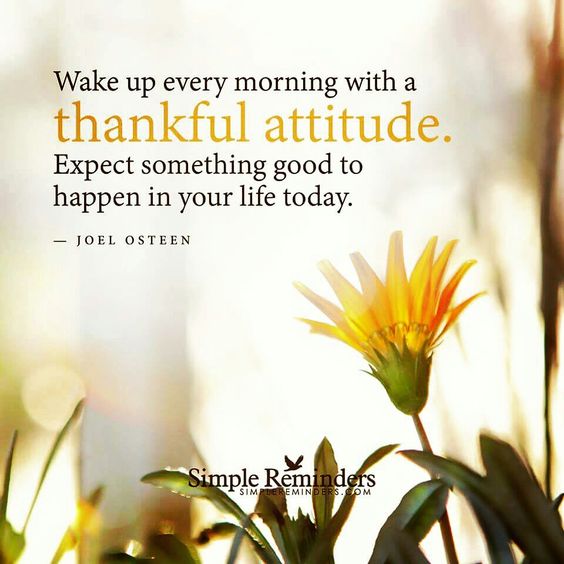 Wake up every morning with a
thankful attitude.
Expect something good to
happen in your life today.
— JOEL OSTEEN
Simple Reminders
SIMPLEREMINDERS.COM